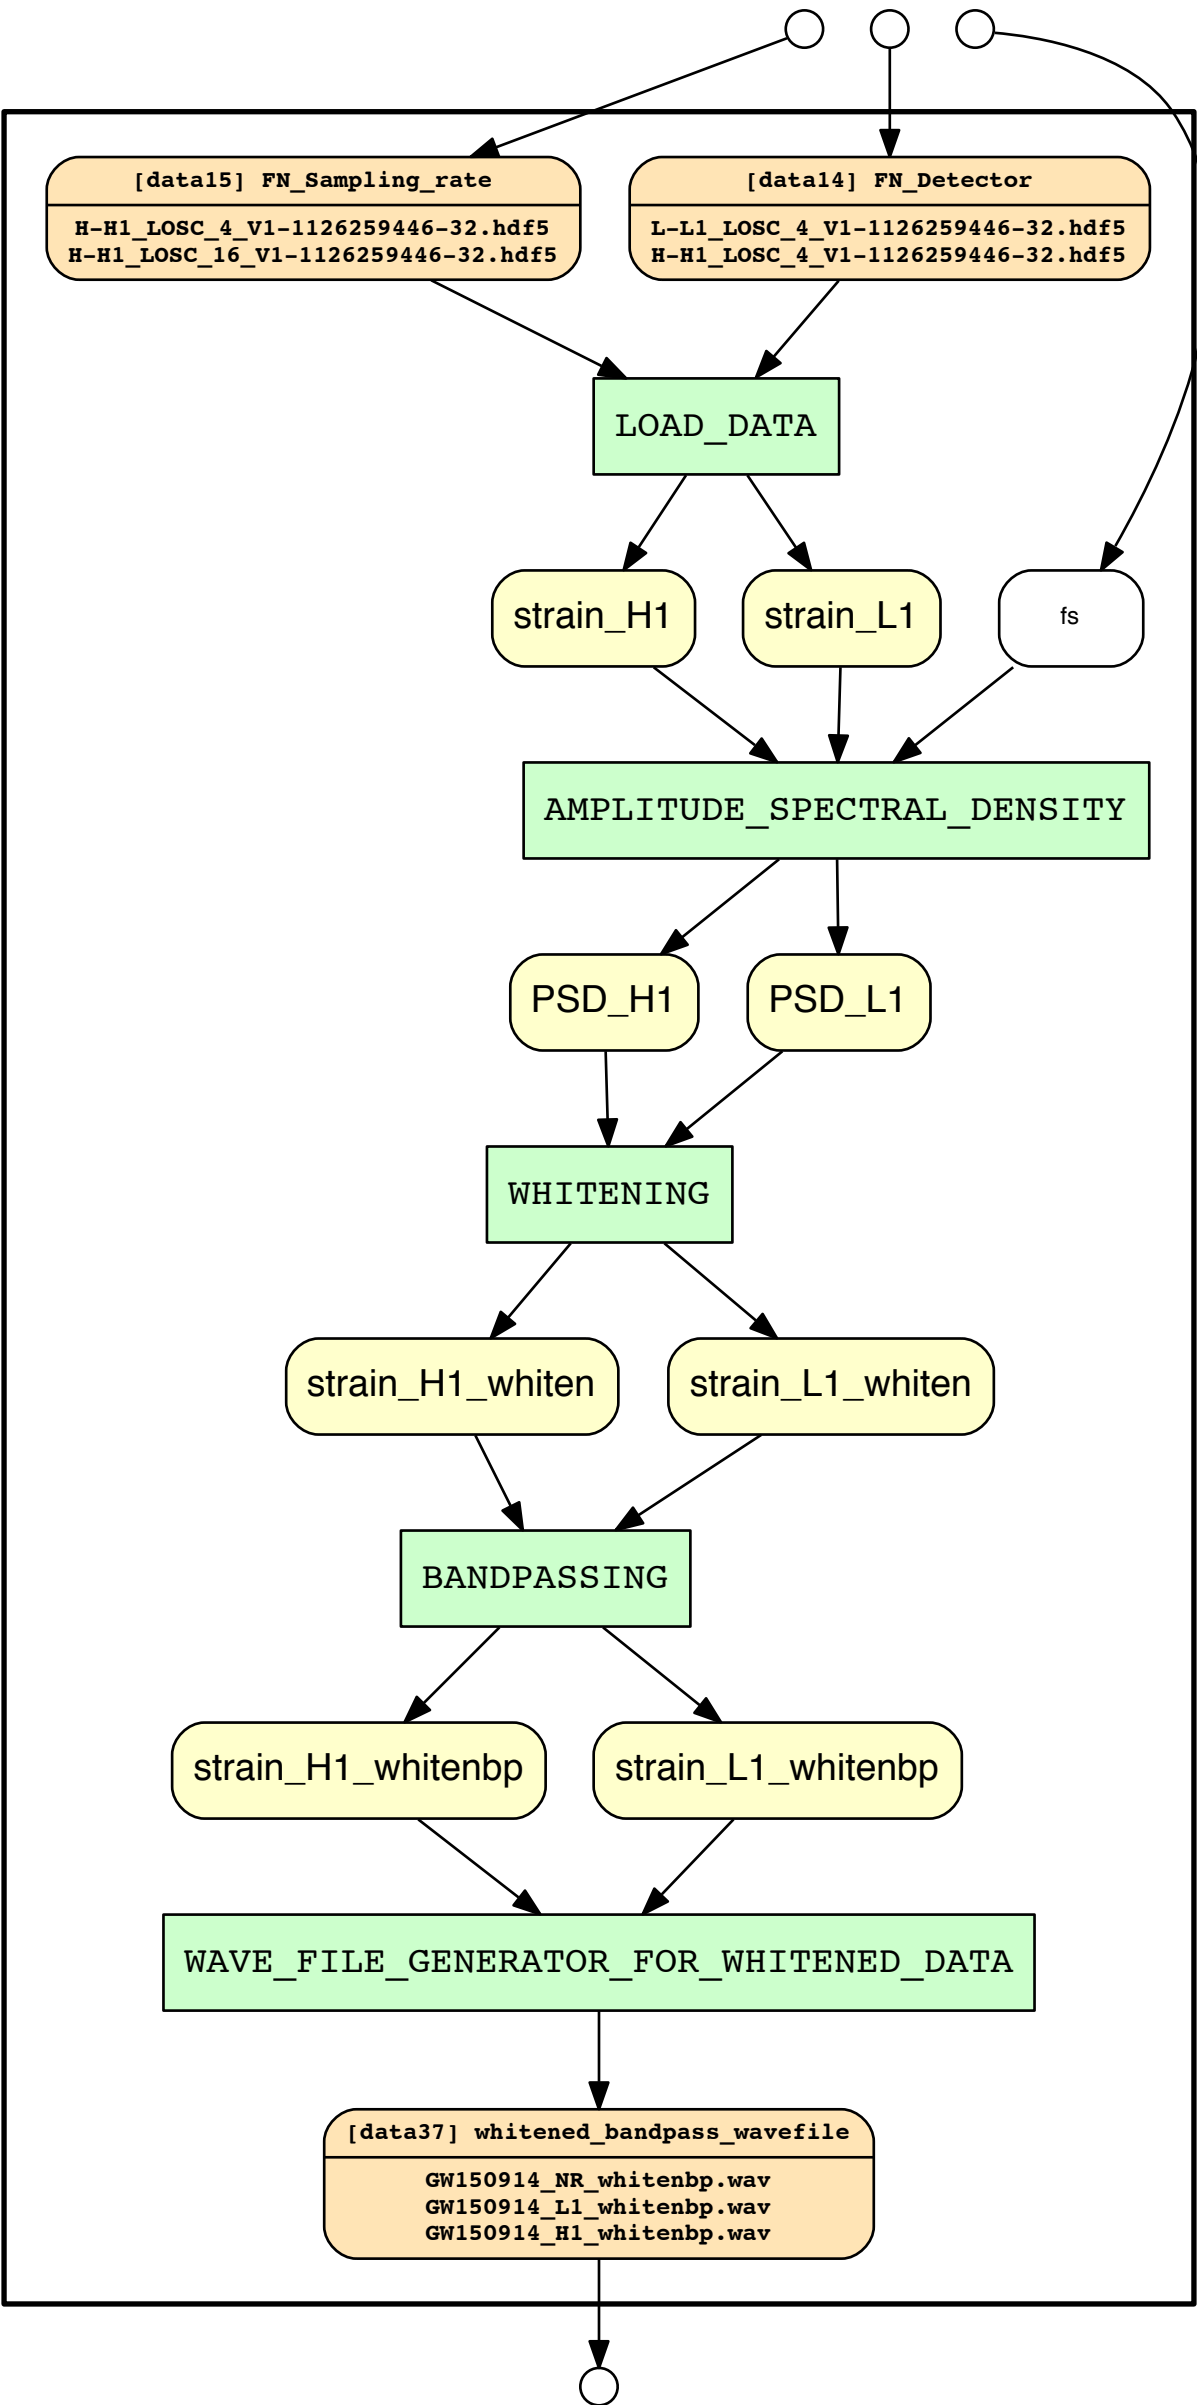 [data15] FN_Sampling_rate
H-H1_LOSC_4_V1-1126259446-32.hdf5
H-H1_LOSC_16_V1-1126259446-32.hdf5
[data14] FN_Detector
L-L1_LOSC_4_V1-1126259446-32.hdf5
H-H1_LOSC_4_V1-1126259446-32.hdf5
LOAD_DATA
strain_H1
strain_L1
fs
AMPLITUDE_SPECTRAL_DENSITY
PSD_H1
PSD_L1
WHITENING
strain_H1_whiten
strain_L1_whiten
BANDPASSING
strain_H1_whitenbp
strain_L1_whitenbp
WAVE_FILE_GENERATOR_FOR_WHITENED_DATA
[data37] whitened_bandpass_wavefile
GW150914_NR_whitenbp.wav
GW150914_L1_whitenbp.wav
GW150914_H1_whitenbp.wav